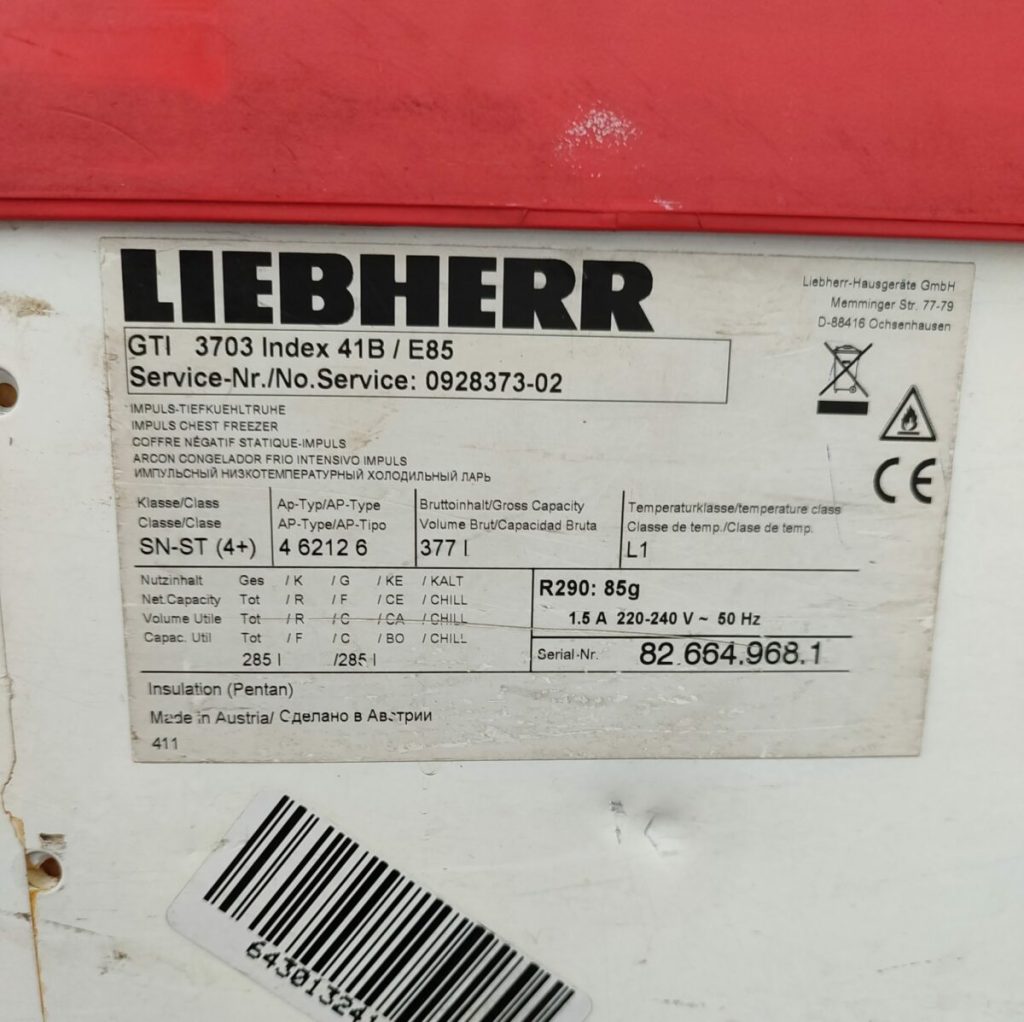 LIEBHERR
Liebherr-Hausgeräte GmbH
Memminger Str. 77-79
D-88416 Ochsenhausen
GTI 3703 Index 41B / E85
Service-Nr./No.Service: 0928373-02
IMPULS-TIEFKUEHLTRUHE
IMPULS CHEST FREEZER
COFFRE NÉGATIF STATIQUE-IMPULS
ARCON CONGELADOR FRIO INTENSIVO IMPULS
ИМПУЛЬСНЫЙ НИЗКОТЕМПЕРАТУРНЫЙ ХОЛОДИЛЬНЫЙ ЛАРЬ
CE
Klasse/Class
Classe/Clase
SN-ST (4+)
Ap-Typ/AP-Type
AP-Type/AP-Tipo
4 6212 6
Bruttoinhalt/Gross Capacity
Volume Brut/Capacidad Bruta
377 l
Temperaturklasse/temperature class
Classe de temp./Clase de temp.
L1
Nutzinhalt Ges / K / G / KE / KALT
Net.Capacity Tot / R / F / CE / CHILL
Volume Utile Tot / R / C / CA / CHILL
Capac. Util Tot / F / C / BO / CHILL
285 l /285 l
R290: 85g
1.5 A 220-240 V ~ 50 Hz
Serial-Nr. 82.664.968.1
Insulation (Pentan)
Made in Austria/ Сделано в Австрии
411